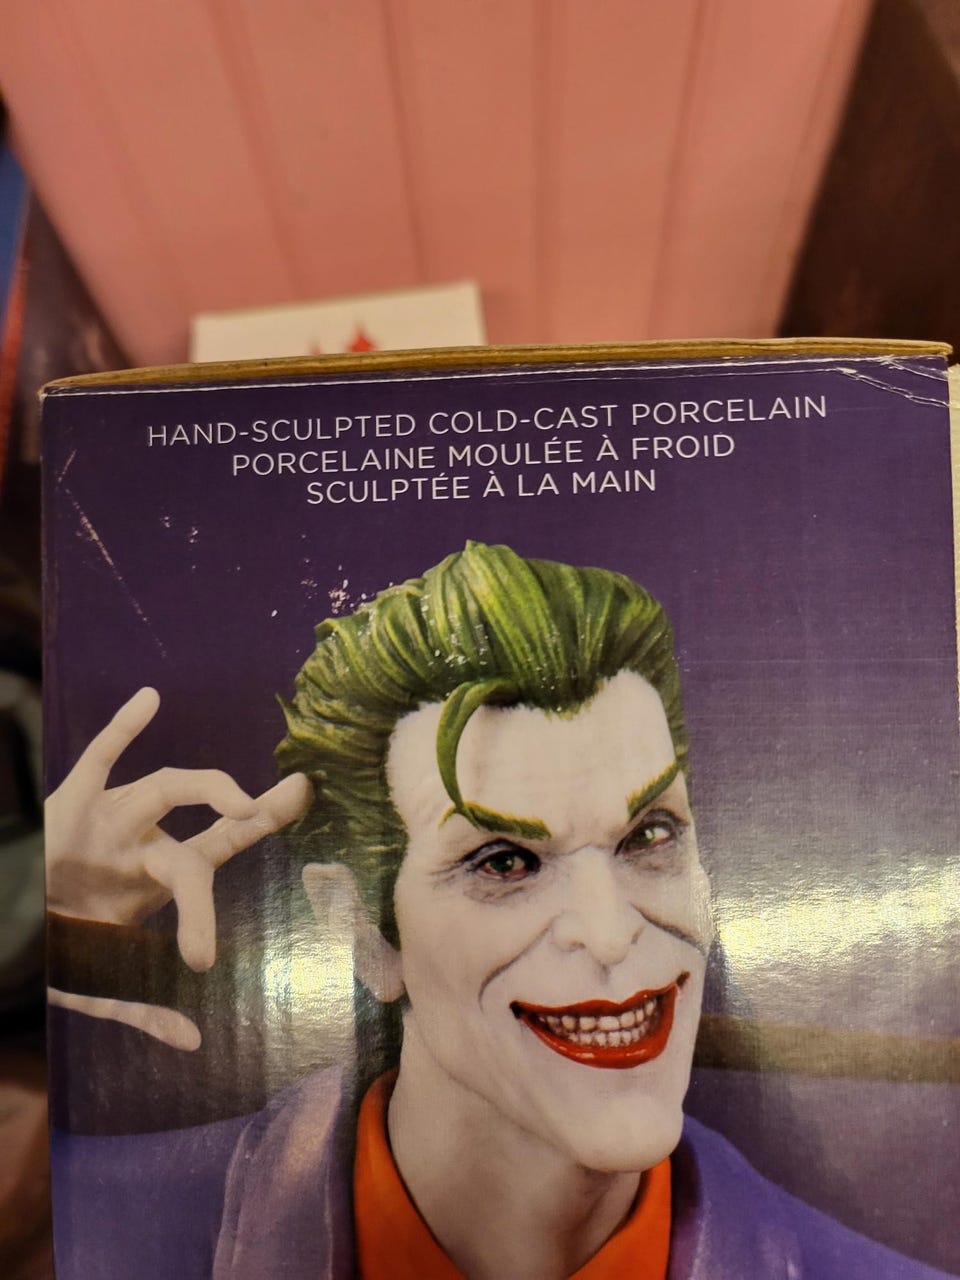 HAND-SCULPTED COLD-CAST PORCELAIN
PORCELAINE MOULÉE À FROID
SCULPTÉE À LA MAIN